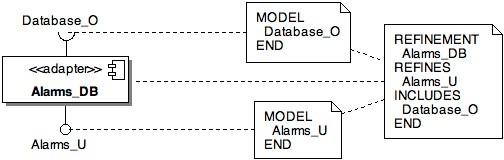 Database_O
<<adapter>>
Alarms_DB
Alarms_U
MODEL
Database_O
END
MODEL
Alarms_U
END
REFINEMENT
Alarms_DB
REFINES
Alarms_U
INCLUDES
Database_O
END